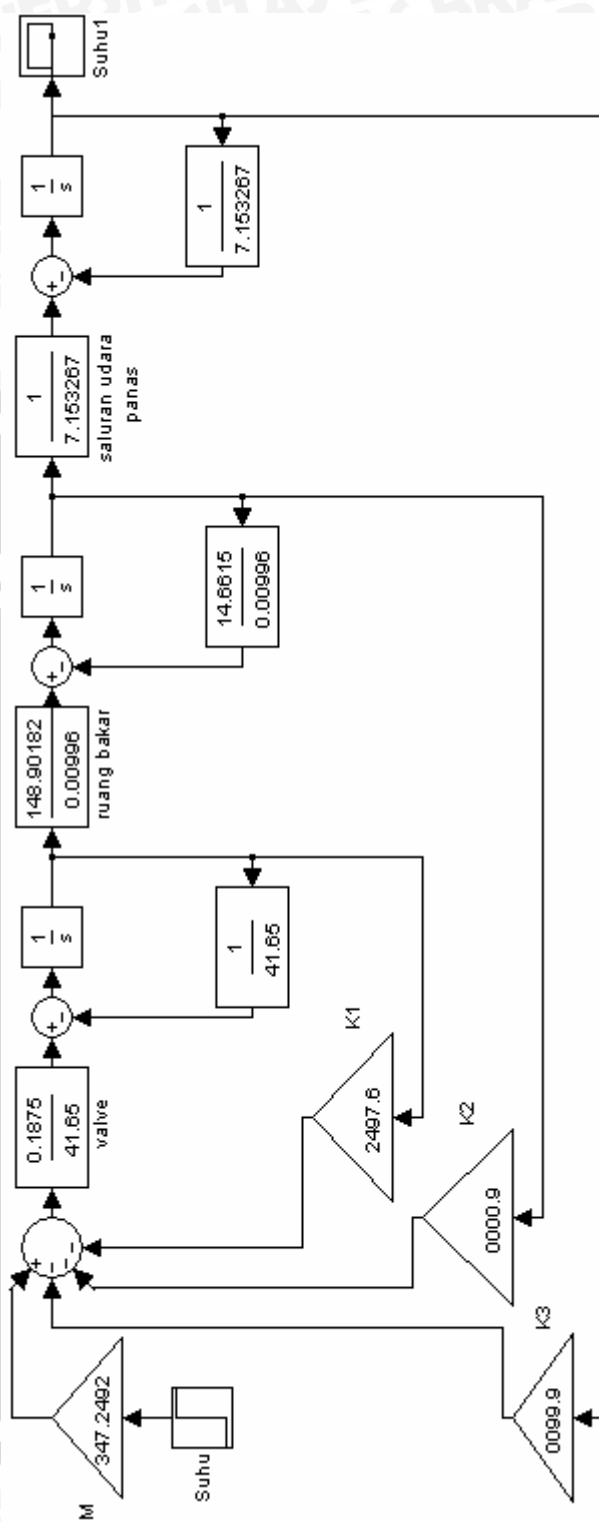 M
347.2492
Suhu
0.1875
41.65
valve
1
s
1
41.65
K1
2497.6
K2
0000.9
K3
0099.9
148.90182
0.00996
ruang bakar
1
s
14.6615
0.00996
1
7.153267
saluran udara
panas
1
s
1
7.153267
Suhu1